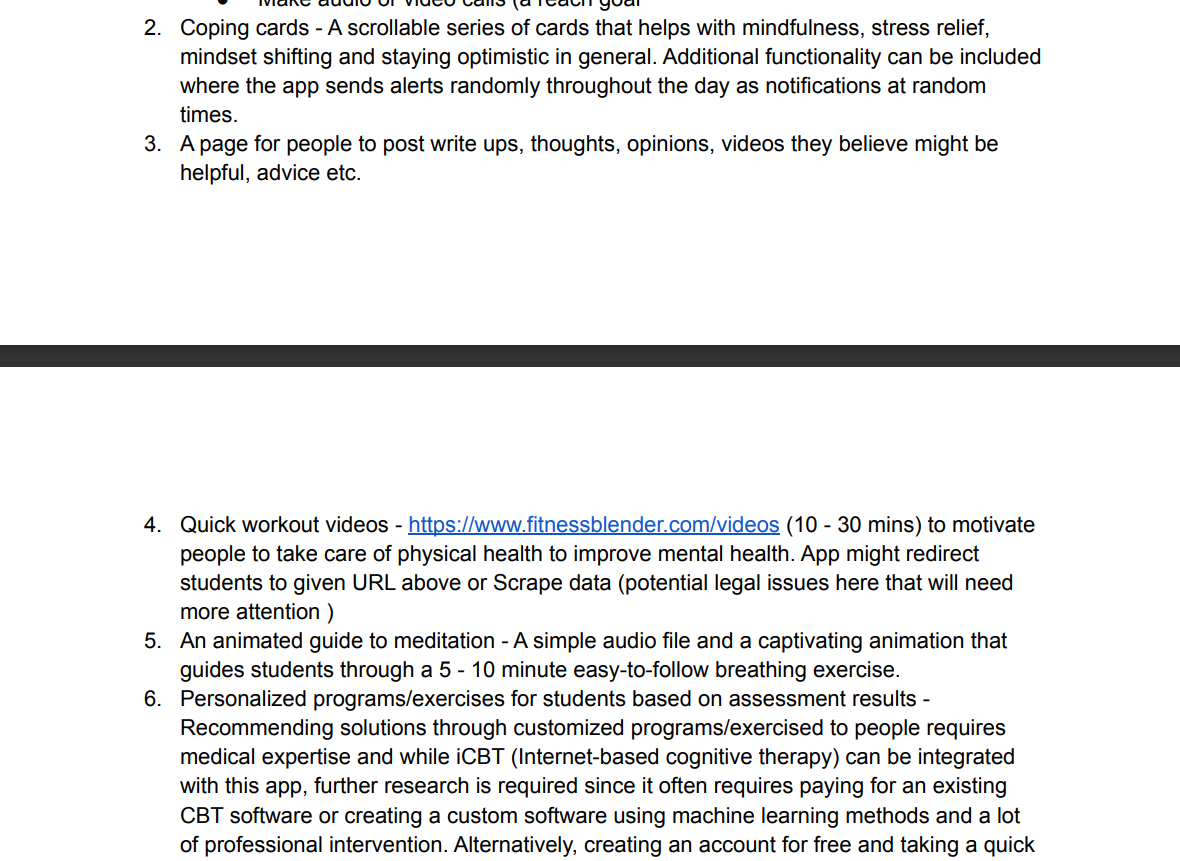 Make audio or video calls (a reach goal
2. Coping cards - A scrollable series of cards that helps with mindfulness, stress relief,
mindset shifting and staying optimistic in general. Additional functionality can be included
where the app sends alerts randomly throughout the day as notifications at random
times.
3. A page for people to post write ups, thoughts, opinions, videos they believe might be
helpful, advice etc.
4. Quick workout videos - https://www.fitnessblender.com/videos (10 - 30 mins) to motivate
people to take care of physical health to improve mental health. App might redirect
students to given URL above or Scrape data (potential legal issues here that will need
more attention )
5. An animated guide to meditation - A simple audio file and a captivating animation that
guides students through a 5 - 10 minute easy-to-follow breathing exercise.
6. Personalized programs/exercises for students based on assessment results -
Recommending solutions through customized programs/exercised to people requires
medical expertise and while iCBT (Internet-based cognitive therapy) can be integrated
with this app, further research is required since it often requires paying for an existing
CBT software or creating a custom software using machine learning methods and a lot
of professional intervention. Alternatively, creating an account for free and taking a quick